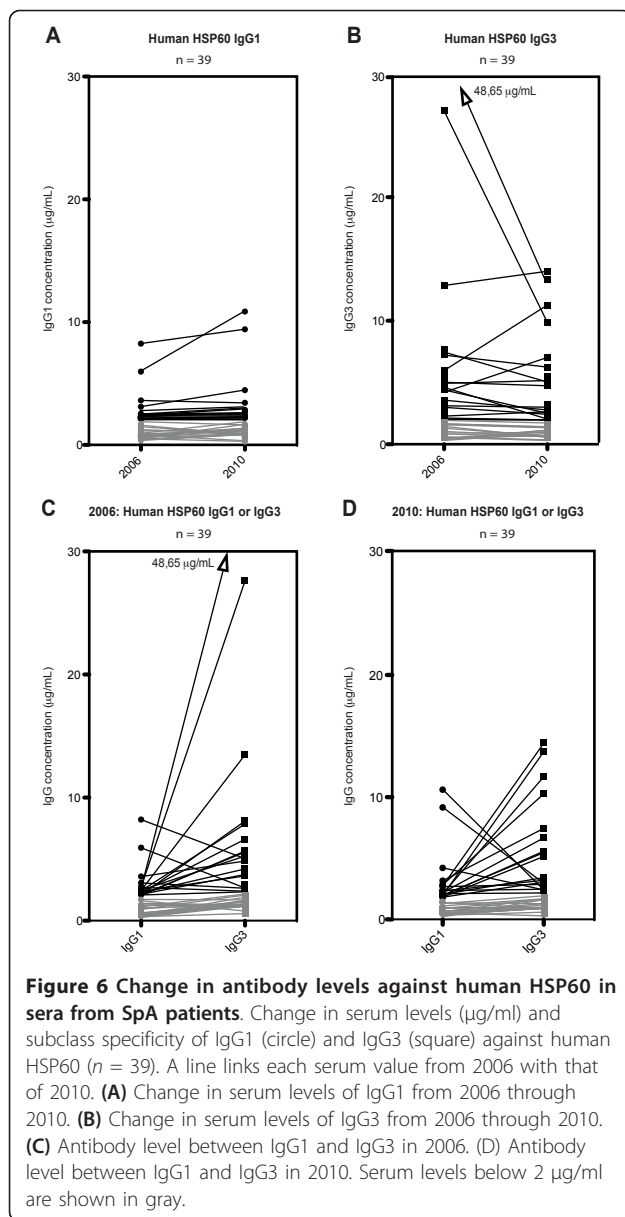 A
Human HSP60 IgG1
n = 39
30
20
10
0
IgG1 concentration (μg/mL)
2006
2010
B
Human HSP60 IgG3
n = 39
48,65 μg/mL
30
20
10
0
IgG3 concentration (μg/mL)
2006
2010
C
2006: Human HSP60 IgG1 or IgG3
n = 39
48,65 μg/mL
30
20
10
0
IgG concentration (μg/mL)
IgG1
IgG3
D
2010: Human HSP60 IgG1 or IgG3
n = 39
30
20
10
0
IgG concentration (μg/mL)
IgG1
IgG3
Figure 6 Change in antibody levels against human HSP60 in
sera from SpA patients. Change in serum levels (μg/ml) and
subclass specificity of IgG1 (circle) and IgG3 (square) against human
HSP60 (n = 39). A line links each serum value from 2006 with that
of 2010. (A) Change in serum levels of IgG1 from 2006 through
2010. (B) Change in serum levels of IgG3 from 2006 through 2010.
(C) Antibody level between IgG1 and IgG3 in 2006. (D) Antibody
level between IgG1 and IgG3 in 2010. Serum levels below 2 μg/ml
are shown in gray.